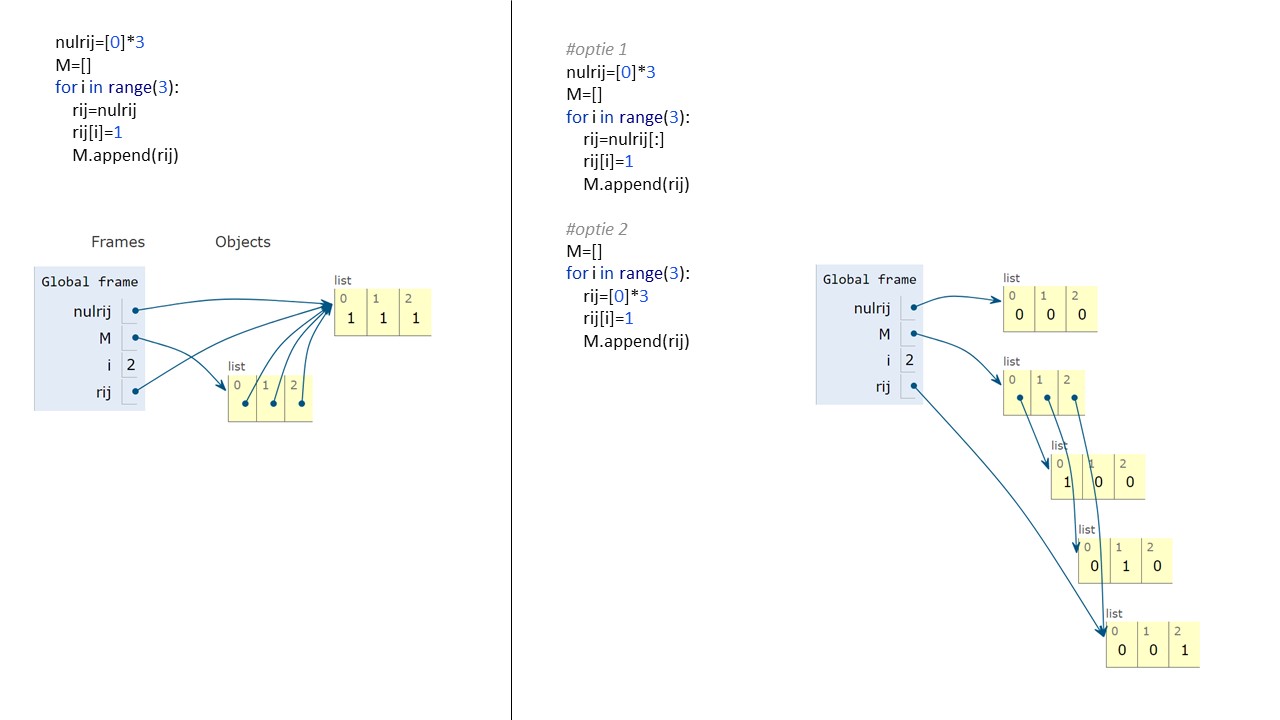 nulrij=[0]*3
M=[]
for i in range(3):
    rij=nulrij
    rij[i]=1
    M.append(rij)
Frames Objects
Global frame
nulrij
M
i 2
rij
list
0 1 2
1 1 1
list
0 1 2
#optie 1
nulrij=[0]*3
M=[]
for i in range(3):
    rij=nulrij[:]
    rij[i]=1
    M.append(rij)
#optie 2
M=[]
for i in range(3):
    rij=[0]*3
    rij[i]=1
    M.append(rij)
Global frame
nulrij
M
i 2
rij
list
0 1 2
0 0 0
list
0 1 2
list
0 1 2
1 0 0
list
0 1 2
0 1 0
list
0 1 2
0 0 1